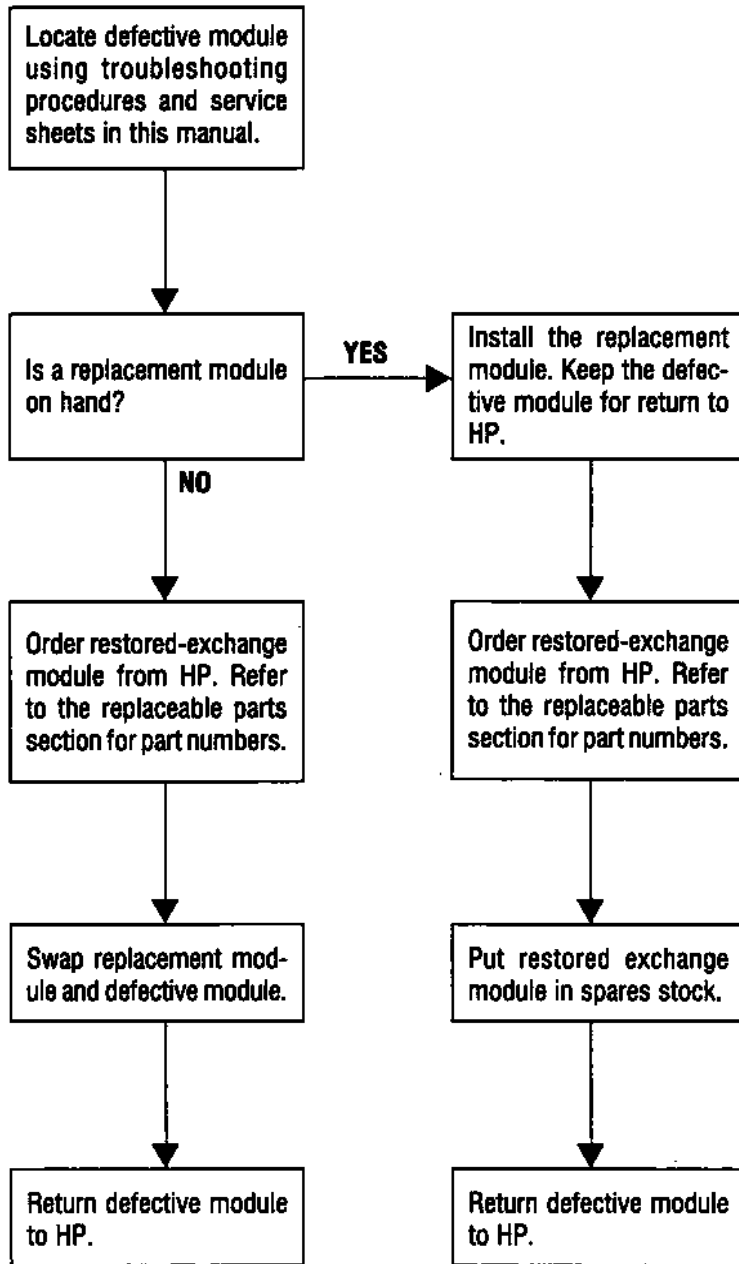 Locate defective module
using troubleshooting
procedures and service
sheets in this manual.
Is a replacement module
on hand?
YES
Install the replacement
module. Keep the defec-
tive module for return to
HP.
NO
Order restored-exchange
module from HP. Refer
to the replaceable parts
section for part numbers.
Order restored-exchange
module from HP. Refer
to the replaceable parts
section for part numbers.
Swap replacement mod-
ule and defective module.
Put restored exchange
module in spares stock.
Return defective module
to HP.
Return defective module
to HP.